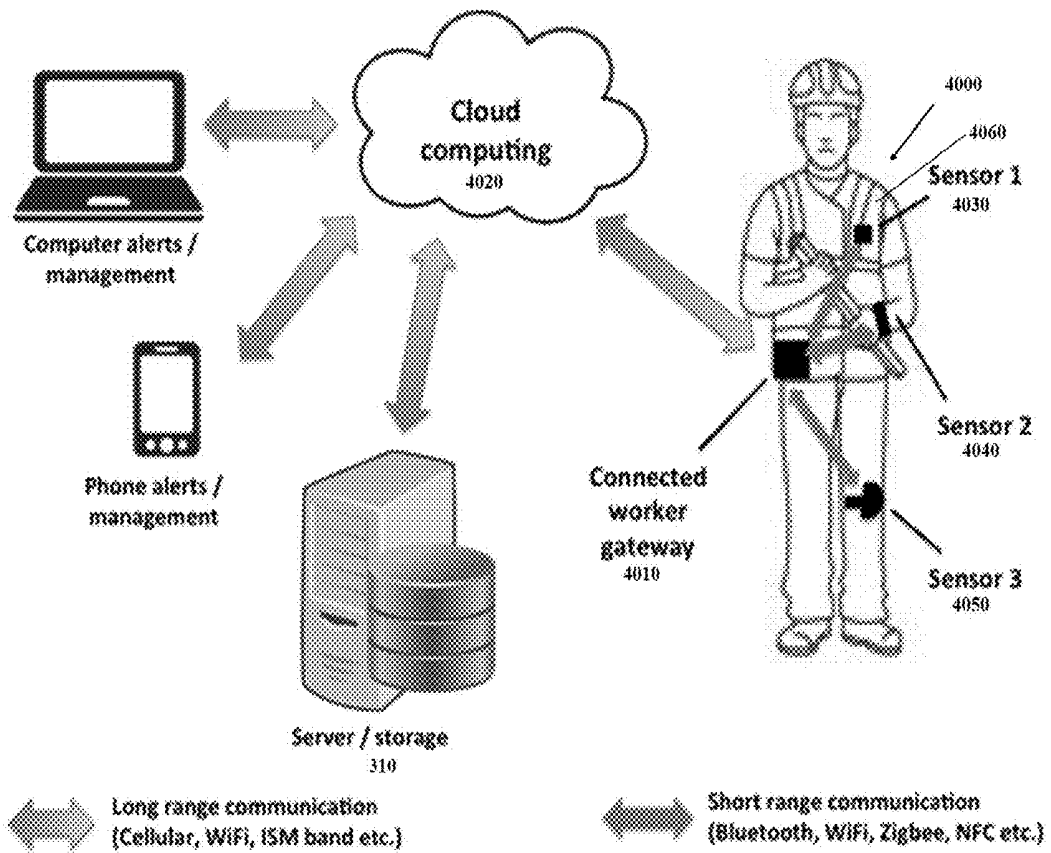 Cloud
computing
4020
4000
4060
Sensor 1
4030
Computer alerts /
management
Sensor 2
4040
Phone alerts /
management
Connected
worker
gateway
4010
Sensor 3
4050
Server / storage
310
Long range communication
(Cellular, WiFi, ISM band etc.)
Short range communication
(Bluetooth, WiFi, Zigbee, NFC etc.)